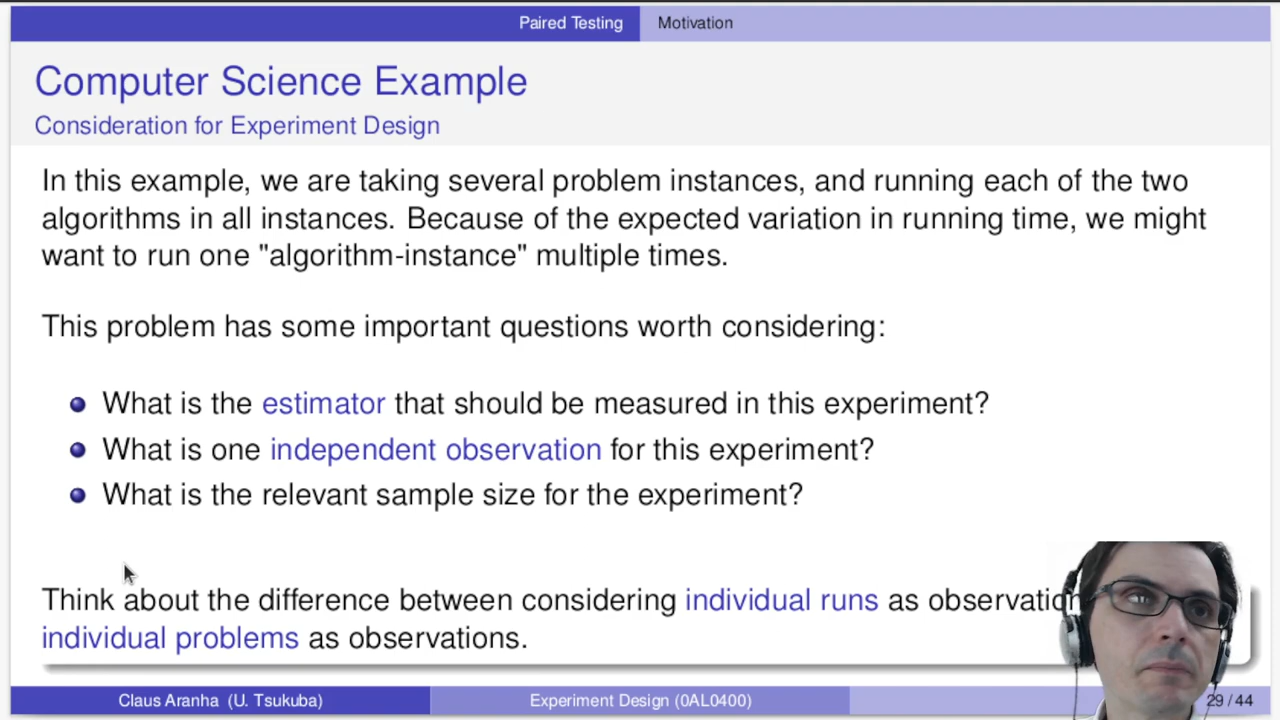 Paired Testing Motivation
Computer Science Example
Consideration for Experiment Design
In this example, we are taking several problem instances, and running each of the two
algorithms in all instances. Because of the expected variation in running time, we might
want to run one "algorithm-instance" multiple times.
This problem has some important questions worth considering:
What is the estimator that should be measured in this experiment?
What is one independent observation for this experiment?
What is the relevant sample size for the experiment?
Think about the difference between considering individual runs as
individual problems as observations.
Claus Aranha (U. Tsukuba) Experiment Design (0AL0400) 29 / 44